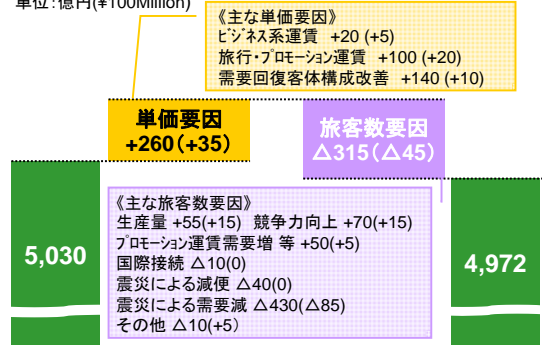 単位：億円(¥100Million)
《主な単価要因》
ビジネス系運賃 +20 (+5)
旅行・プロモーション運賃 +100 (+20)
需要回復客体構成改善 +140 (+10)
単価要因
+260(+35)
旅客数要因
△315(△45)
《主な旅客数要因》
生産量 +55(+15) 競争力向上 +70(+15)
プロモーション運賃需要増 等 +50(+5)
国際接続 △10(0)
震災による減便 △40(0)
震災による需要減 △430(△85)
その他 △10(+5)
5,030
4,972